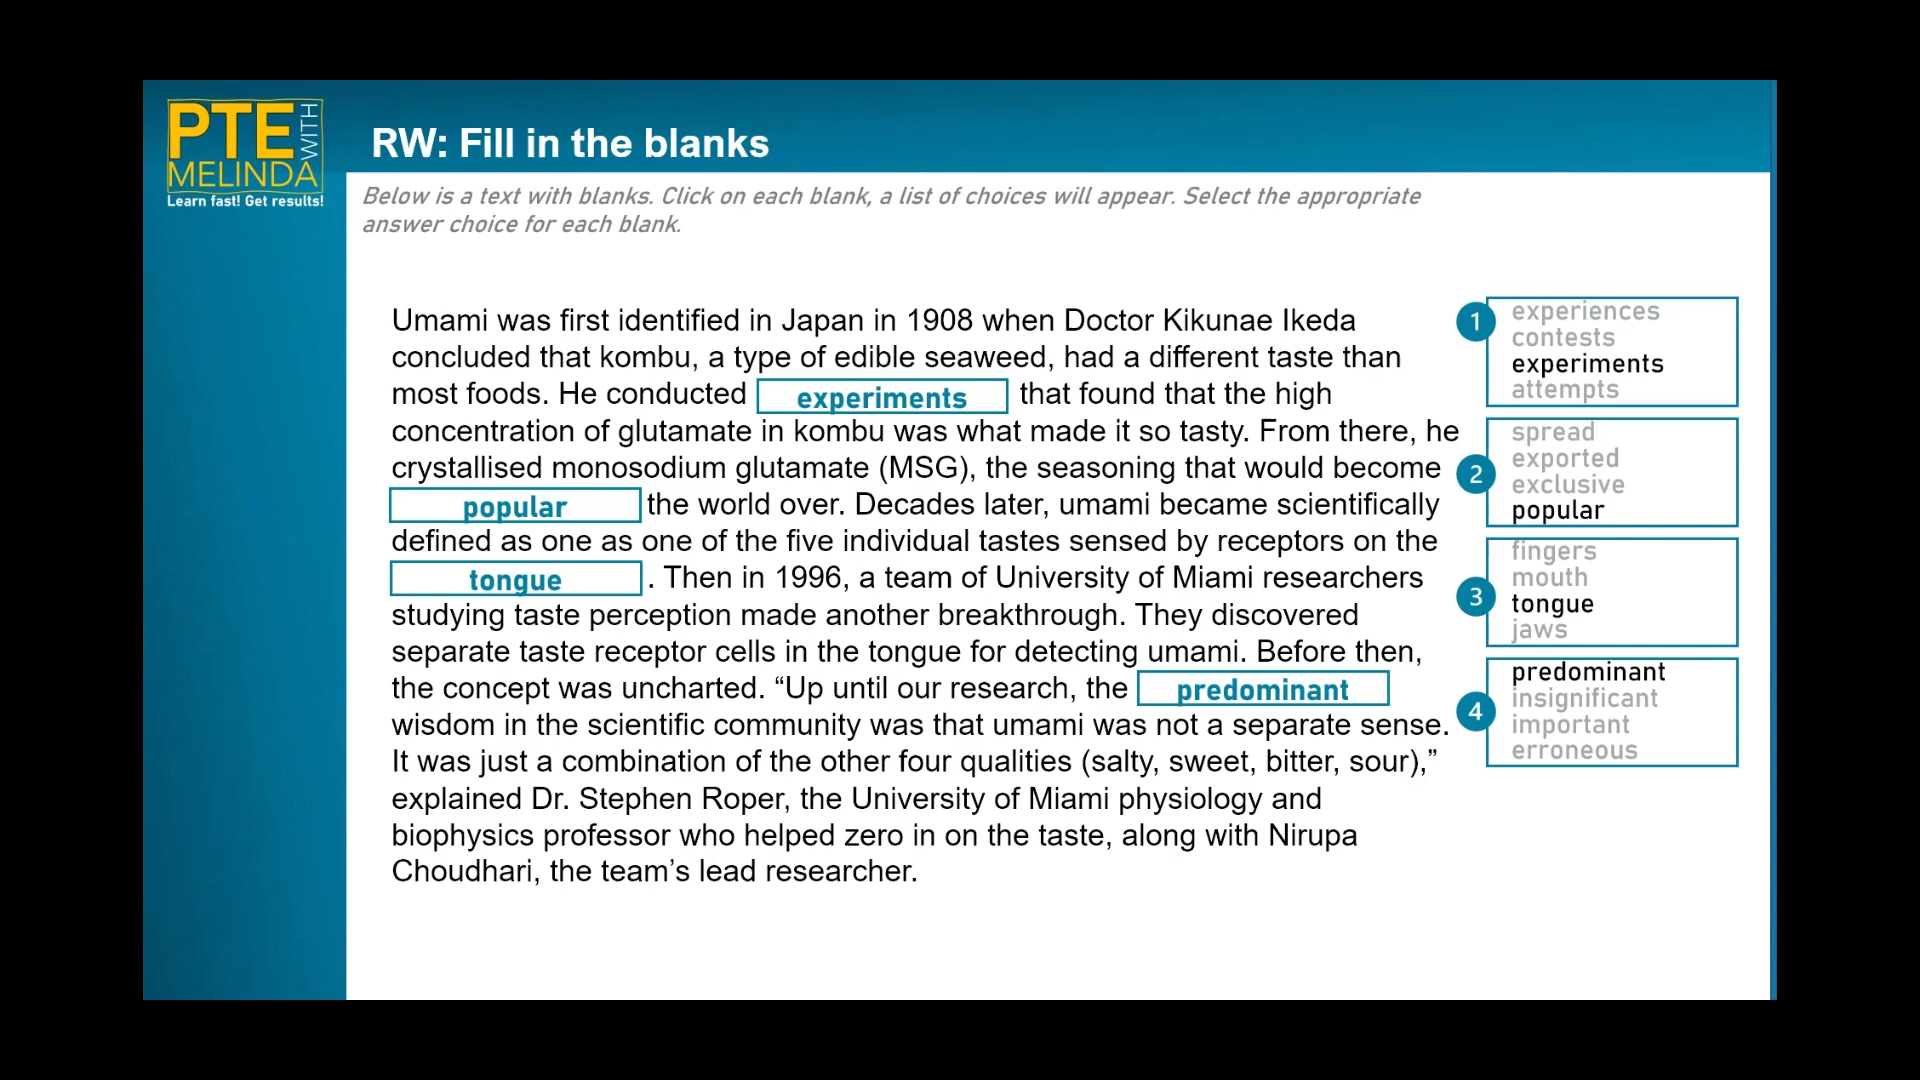 PTE WITH
MELINDA
Learn fast! Get results!
RW: Fill in the blanks
Below is a text with blanks. Click on each blank, a list of choices will appear. Select the appropriate
answer choice for each blank.
Umami was first identified in Japan in 1908 when Doctor Kikunae Ikeda
concluded that kombu, a type of edible seaweed, had a different taste than
most foods. He conducted experiments that found that the high
concentration of glutamate in kombu was what made it so tasty. From there, he
crystallised monosodium glutamate (MSG), the seasoning that would become
popular the world over. Decades later, umami became scientifically
defined as one as one of the five individual tastes sensed by receptors on the
tongue . Then in 1996, a team of University of Miami researchers
studying taste perception made another breakthrough. They discovered
separate taste receptor cells in the tongue for detecting umami. Before then,
the concept was uncharted. “Up until our research, the predominant
wisdom in the scientific community was that umami was not a separate sense.
It was just a combination of the other four qualities (salty, sweet, bitter, sour),”
explained Dr. Stephen Roper, the University of Miami physiology and
biophysics professor who helped zero in on the taste, along with Nirupa
Choudhari, the team’s lead researcher.
1
experiences
contests
experiments
attempts
2
spread
exported
exclusive
popular
3
fingers
mouth
tongue
jaws
4
predominant
insignificant
important
erroneous